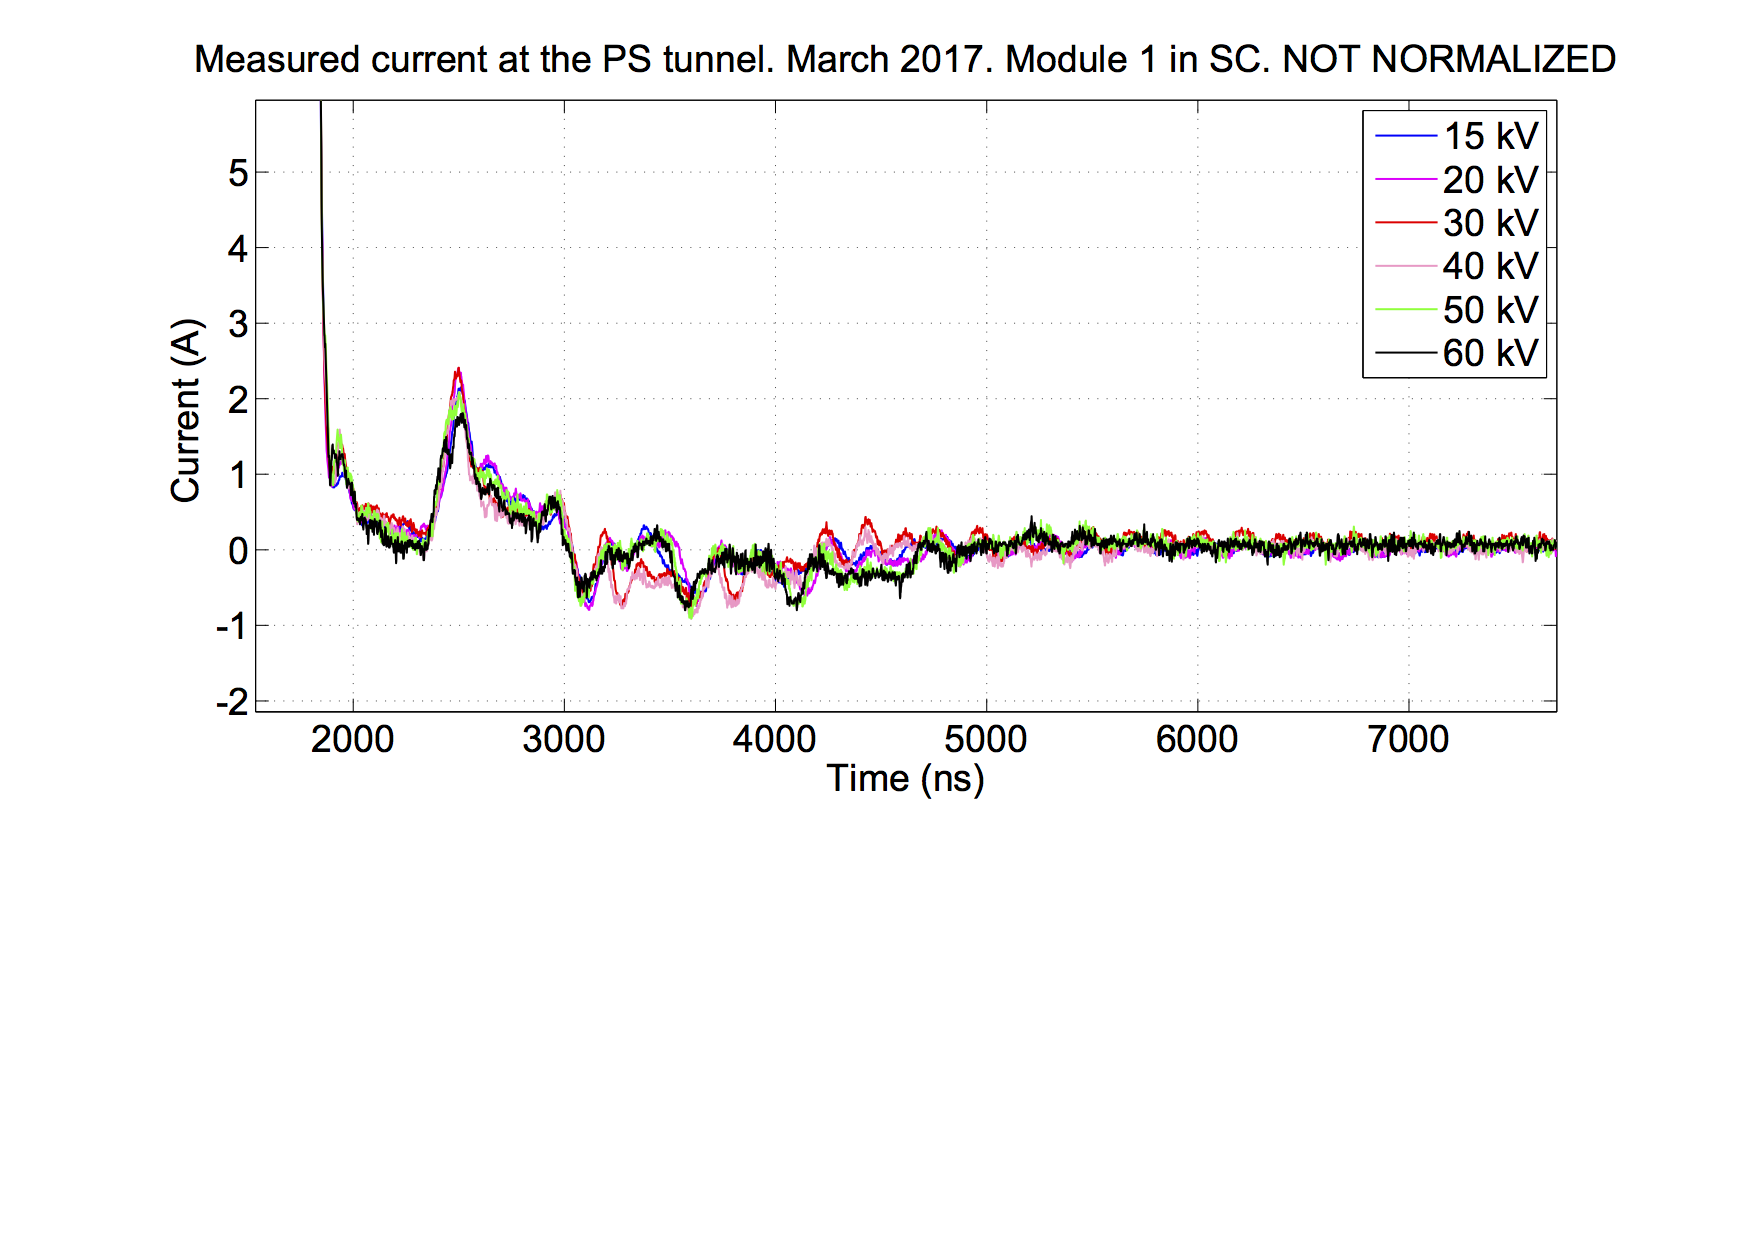 Measured current at the PS tunnel. March 2017. Module 1 in SC. NOT NORMALIZED
15 kV
20 kV
30 kV
40 kV
50 kV
60 kV
5
4
3
2
1
0
-1
-2
Current (A)
2000 3000 4000 5000 6000 7000
Time (ns)